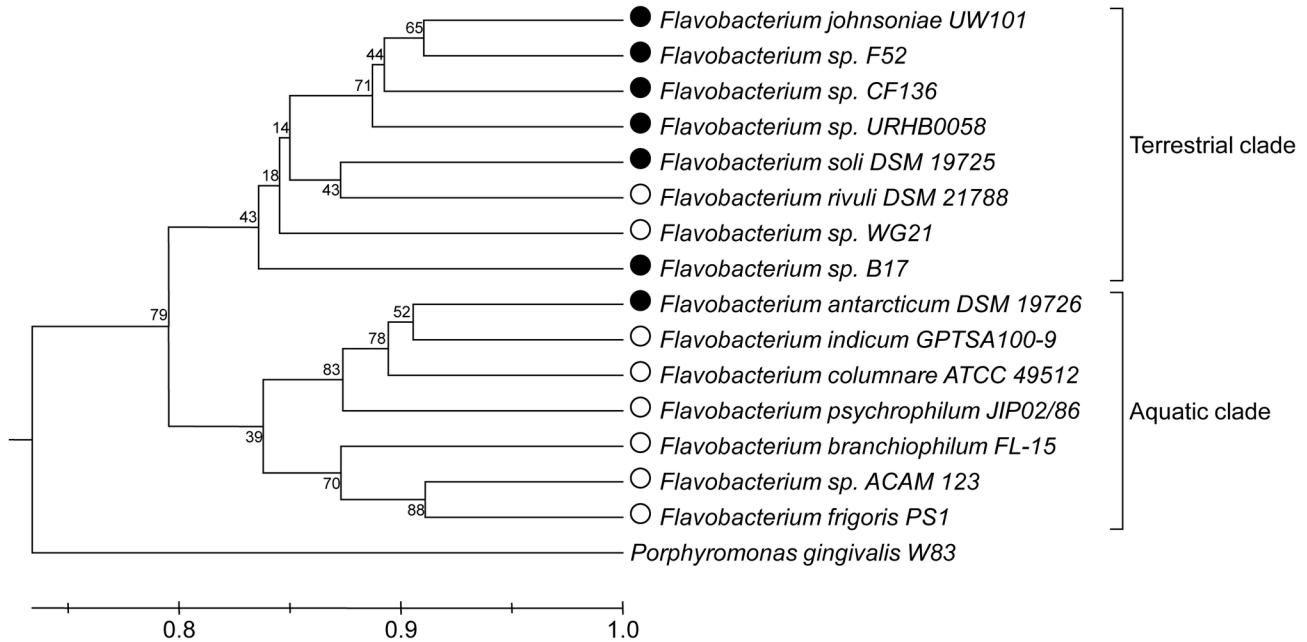 65
Flavobacterium johnsoniae UW101
44
Flavobacterium sp. F52
71
Flavobacterium sp. CF136
14
Flavobacterium sp. URHB0058
Terrestrial clade
18
43
Flavobacterium soli DSM 19725
43
Flavobacterium rivuli DSM 21788
Flavobacterium sp. WG21
Flavobacterium sp. B17
79
52
Flavobacterium antarcticum DSM 19726
78
Flavobacterium indicum GPTSA100-9
83
Flavobacterium columnare ATCC 49512
Flavobacterium psychrophilum JIP02/86
Aquatic clade
39
Flavobacterium branchiophilum FL-15
70
Flavobacterium sp. ACAM 123
88
Flavobacterium frigoris PS1
Porphyromonas gingivalis W83
0.8 0.9 1.0